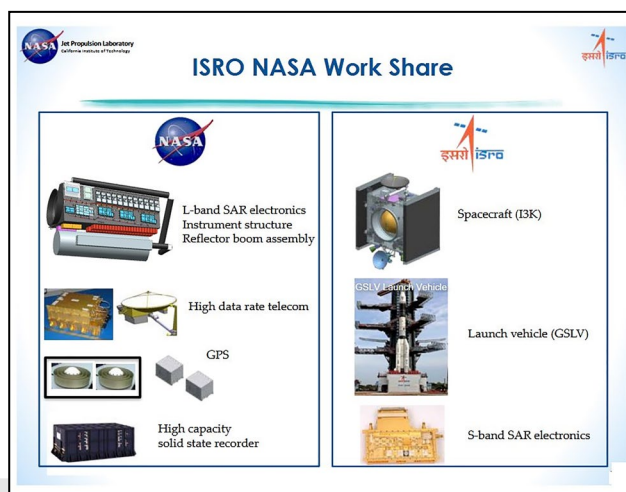 NASA
Jet Propulsion Laboratory
California Institute of Technology
इसरो isro
ISRO NASA Work Share
NASA
इसरो isro
L-band SAR electronics
Instrument structure
Reflector boom assembly
High data rate telecom
GPS
High capacity
solid state recorder
Spacecraft (I3K)
GSLV Launch Vehicle
Launch vehicle (GSLV)
S-band SAR electronics